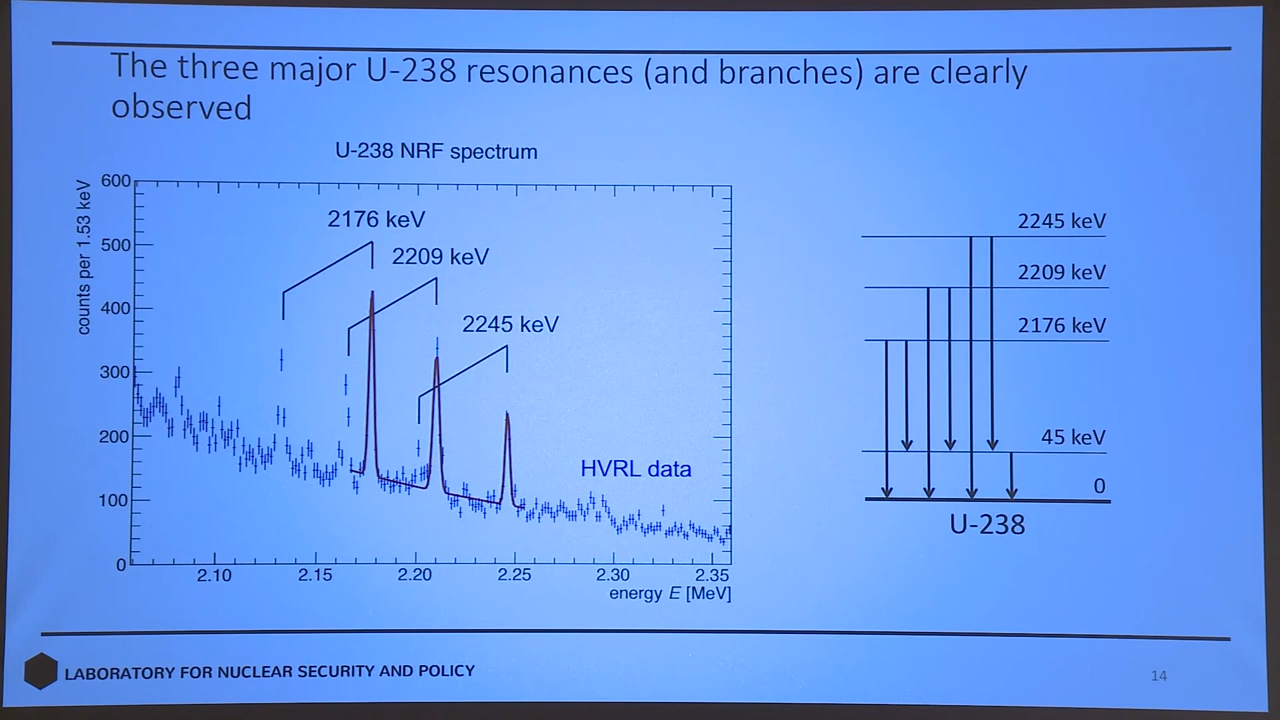 The three major U-238 resonances (and branches) are clearly
observed
U-238 NRF spectrum
counts per 1.53 keV
600
500
400
300
200
100
0
2176 keV
2209 keV
2245 keV
HVRL data
2.10 2.15 2.20 2.25 2.30 2.35
energy E [MeV]
2245 keV
2209 keV
2176 keV
45 keV
0
U-238
LABORATORY FOR NUCLEAR SECURITY AND POLICY
14